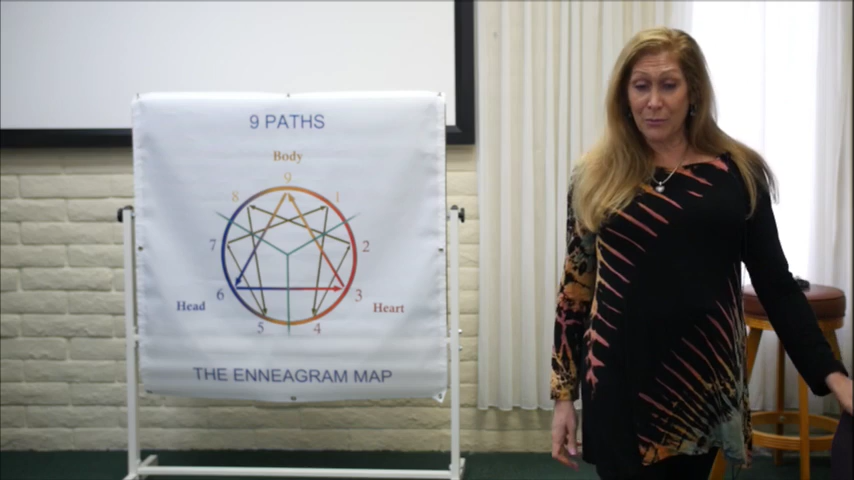 9 PATHS
Body
9
8 1
7 2
6 3
Head Heart
5 4
THE ENNEAGRAM MAP